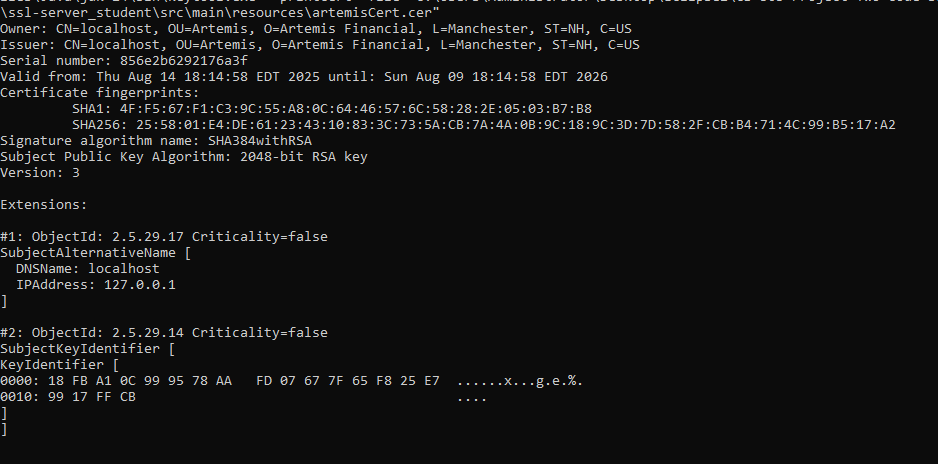 \ssl-server_student\src\main\resources\artemisCert.cer"
Owner: CN=localhost, OU=Artemis, O=Artemis Financial, L=Manchester, ST=NH, C=US
Issuer: CN=localhost, OU=Artemis, O=Artemis Financial, L=Manchester, ST=NH, C=US
Serial number: 856e2b6292176a3f
Valid from: Thu Aug 14 18:14:58 EDT 2025 until: Sun Aug 09 18:14:58 EDT 2026
Certificate fingerprints:
         SHA1: 4F:F5:67:F1:C3:9C:55:A8:0C:64:46:57:6C:58:28:2E:05:03:B7:B8
         SHA256: 25:58:01:E4:DE:61:23:43:10:83:3C:73:5A:CB:7A:4A:0B:9C:18:9C:3D:7D:58:2F:CB:B4:71:4C:99:B5:17:A2
Signature algorithm name: SHA384withRSA
Subject Public Key Algorithm: 2048-bit RSA key
Version: 3
Extensions:
#1: ObjectId: 2.5.29.17 Criticality=false
SubjectAlternativeName [
  DNSName: localhost
  IPAddress: 127.0.0.1
]
#2: ObjectId: 2.5.29.14 Criticality=false
SubjectKeyIdentifier [
KeyIdentifier [
0000: 18 FB A1 0C 99 95 78 AA   FD 07 67 7F 65 F8 25 E7  ......x...g.e.%.
0010: 99 17 FF CB                                        ....
]
]